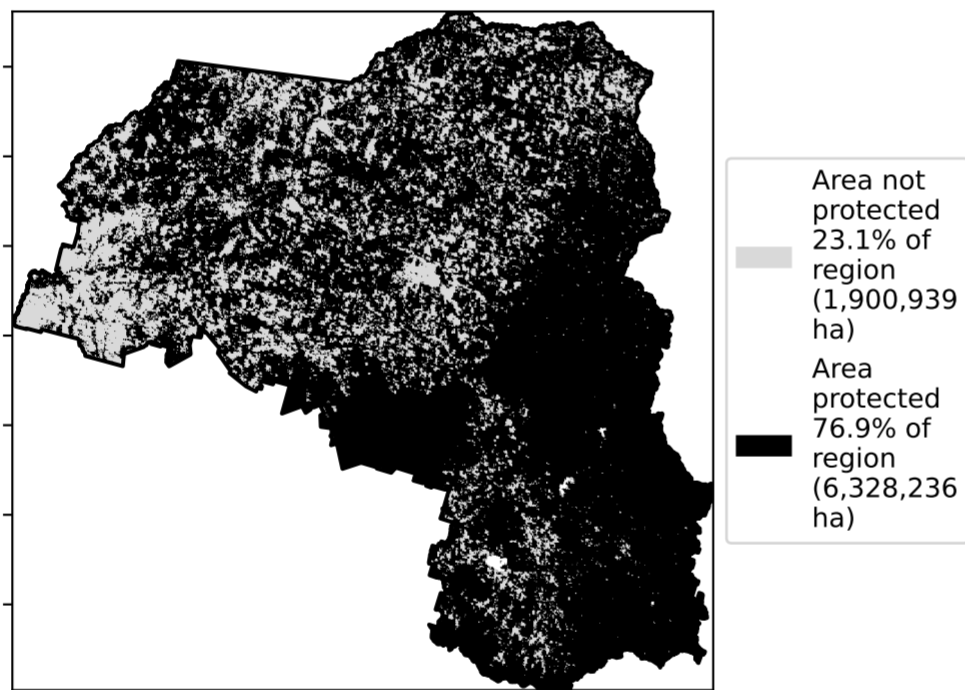 Area not
protected
23.1% of
region
(1,900,939
ha)
Area
protected
76.9% of
region
(6,328,236
ha)